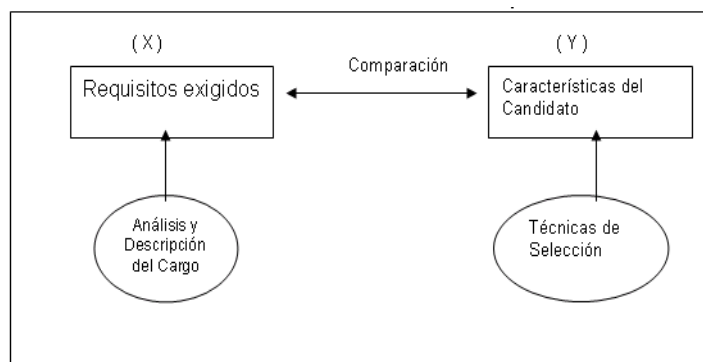 ( X )
( Y )
Comparación
Requisitos exigidos
Características del
Candidato
Análisis y
Descripción
del Cargo
Técnicas de
Selección